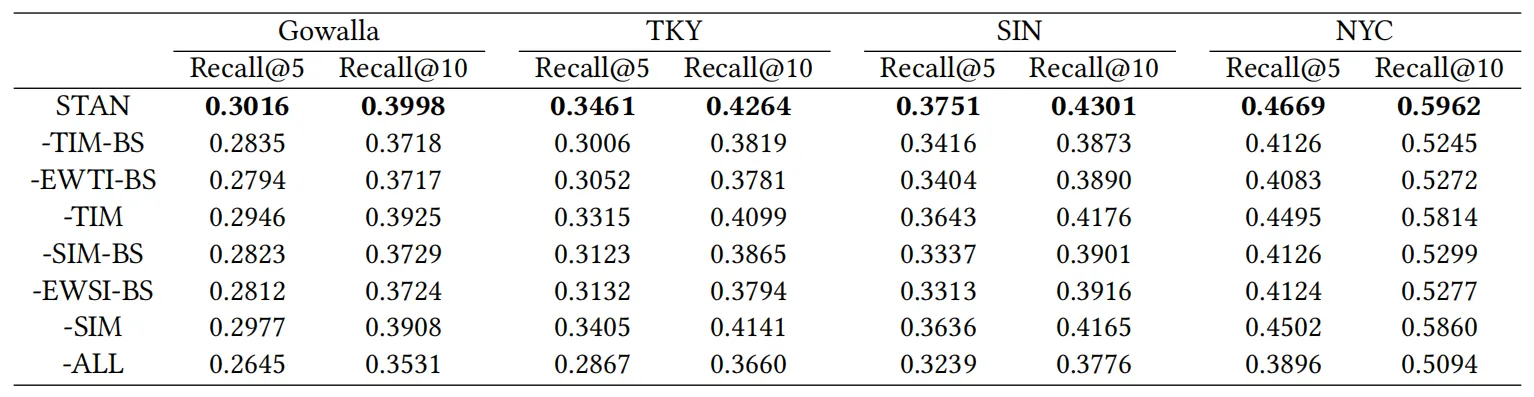 Gowalla TKY SIN NYC
Recall@5 Recall@10 Recall@5 Recall@10 Recall@5 Recall@10 Recall@5 Recall@10
STAN 0.3016 0.3998 0.3461 0.4264 0.3751 0.4301 0.4669 0.5962
-TIM-BS 0.2835 0.3718 0.3006 0.3819 0.3416 0.3873 0.4126 0.5245
-EWTI-BS 0.2794 0.3717 0.3052 0.3781 0.3404 0.3890 0.4083 0.5272
-TIM 0.2946 0.3925 0.3315 0.4099 0.3643 0.4176 0.4495 0.5814
-SIM-BS 0.2823 0.3729 0.3123 0.3865 0.3337 0.3901 0.4126 0.5299
-EWSI-BS 0.2812 0.3724 0.3132 0.3794 0.3313 0.3916 0.4124 0.5277
-SIM 0.2977 0.3908 0.3405 0.4141 0.3636 0.4165 0.4502 0.5860
-ALL 0.2645 0.3531 0.2867 0.3660 0.3239 0.3776 0.3896 0.5094